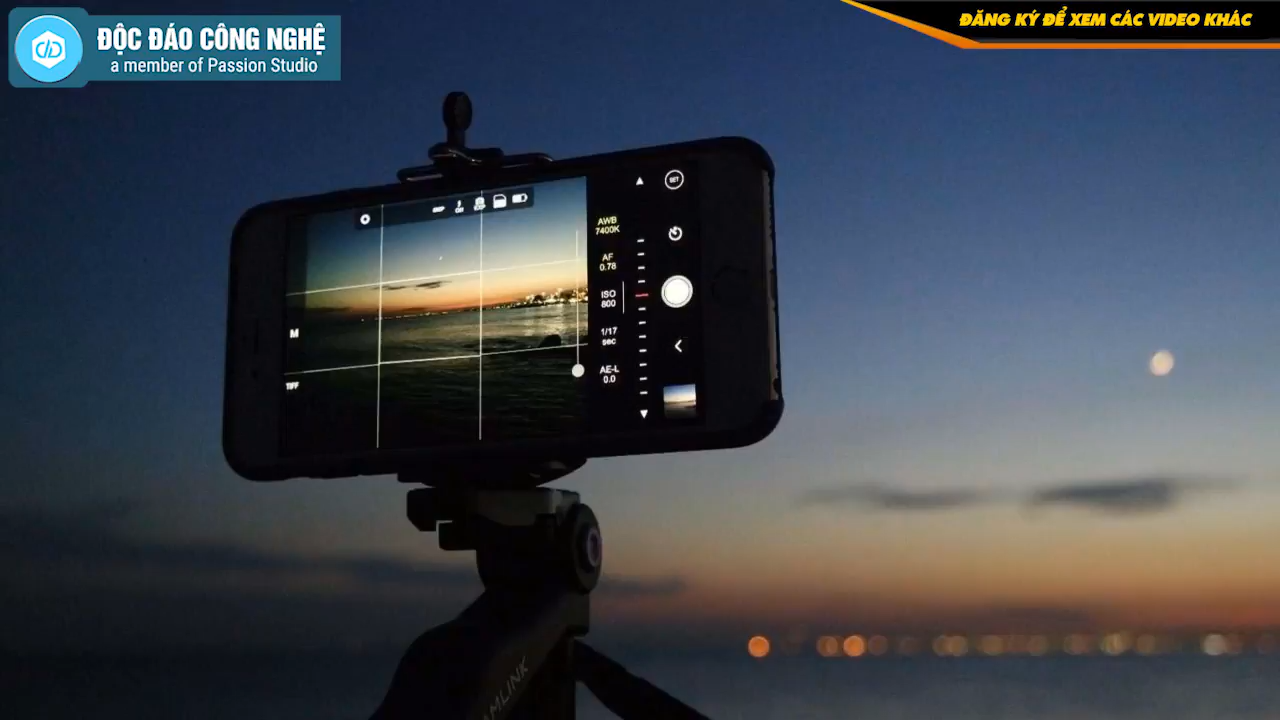 ĐỘC ĐÁO CÔNG NGHỆ
a member of Passion Studio
ĐĂNG KÝ ĐỂ XEM CÁC VIDEO KHÁC
SET
AWB
7400K
AF
0.78
ISO
800
M
1/17
sec
AE-L
0.0
TIFF